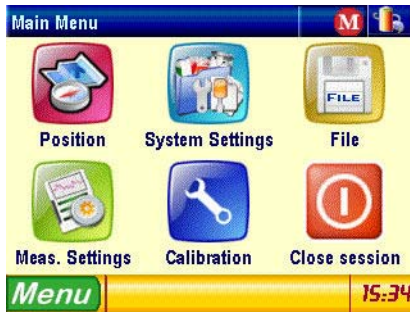 Main Menu M
FILE
Position System Settings File
Meas. Settings Calibration Close session
Menu 15:34